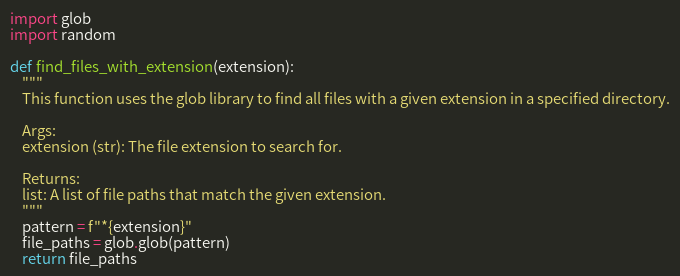 import glob
import random
def find_files_with_extension(extension):
"""
This function uses the glob library to find all files with a given extension in a specified directory.
Args:
extension (str): The file extension to search for.
Returns:
list: A list of file paths that match the given extension.
"""
pattern = f"*{extension}"
file_paths = glob.glob(pattern)
return file_paths